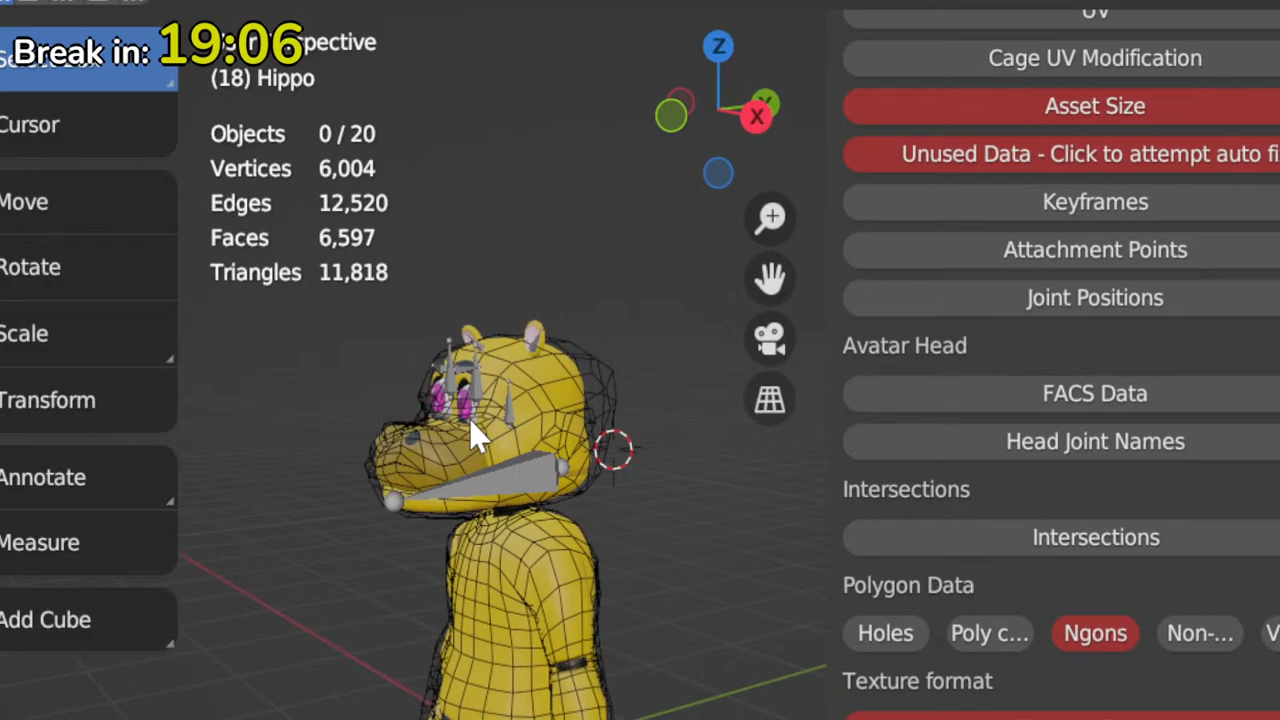 Break in: 19:06
spective
(18) Hippo
Objects 0 / 20
Vertices 6,004
Edges 12,520
Faces 6,597
Triangles 11,818
Cursor
Move
Rotate
Scale
Transform
Annotate
Measure
Add Cube
Z
Y
X
UV
Cage UV Modification
Asset Size
Unused Data - Click to attempt auto fi
Keyframes
Attachment Points
Joint Positions
Avatar Head
FACS Data
Head Joint Names
Intersections
Intersections
Polygon Data
Holes Poly c... Ngons Non-... V
Texture format